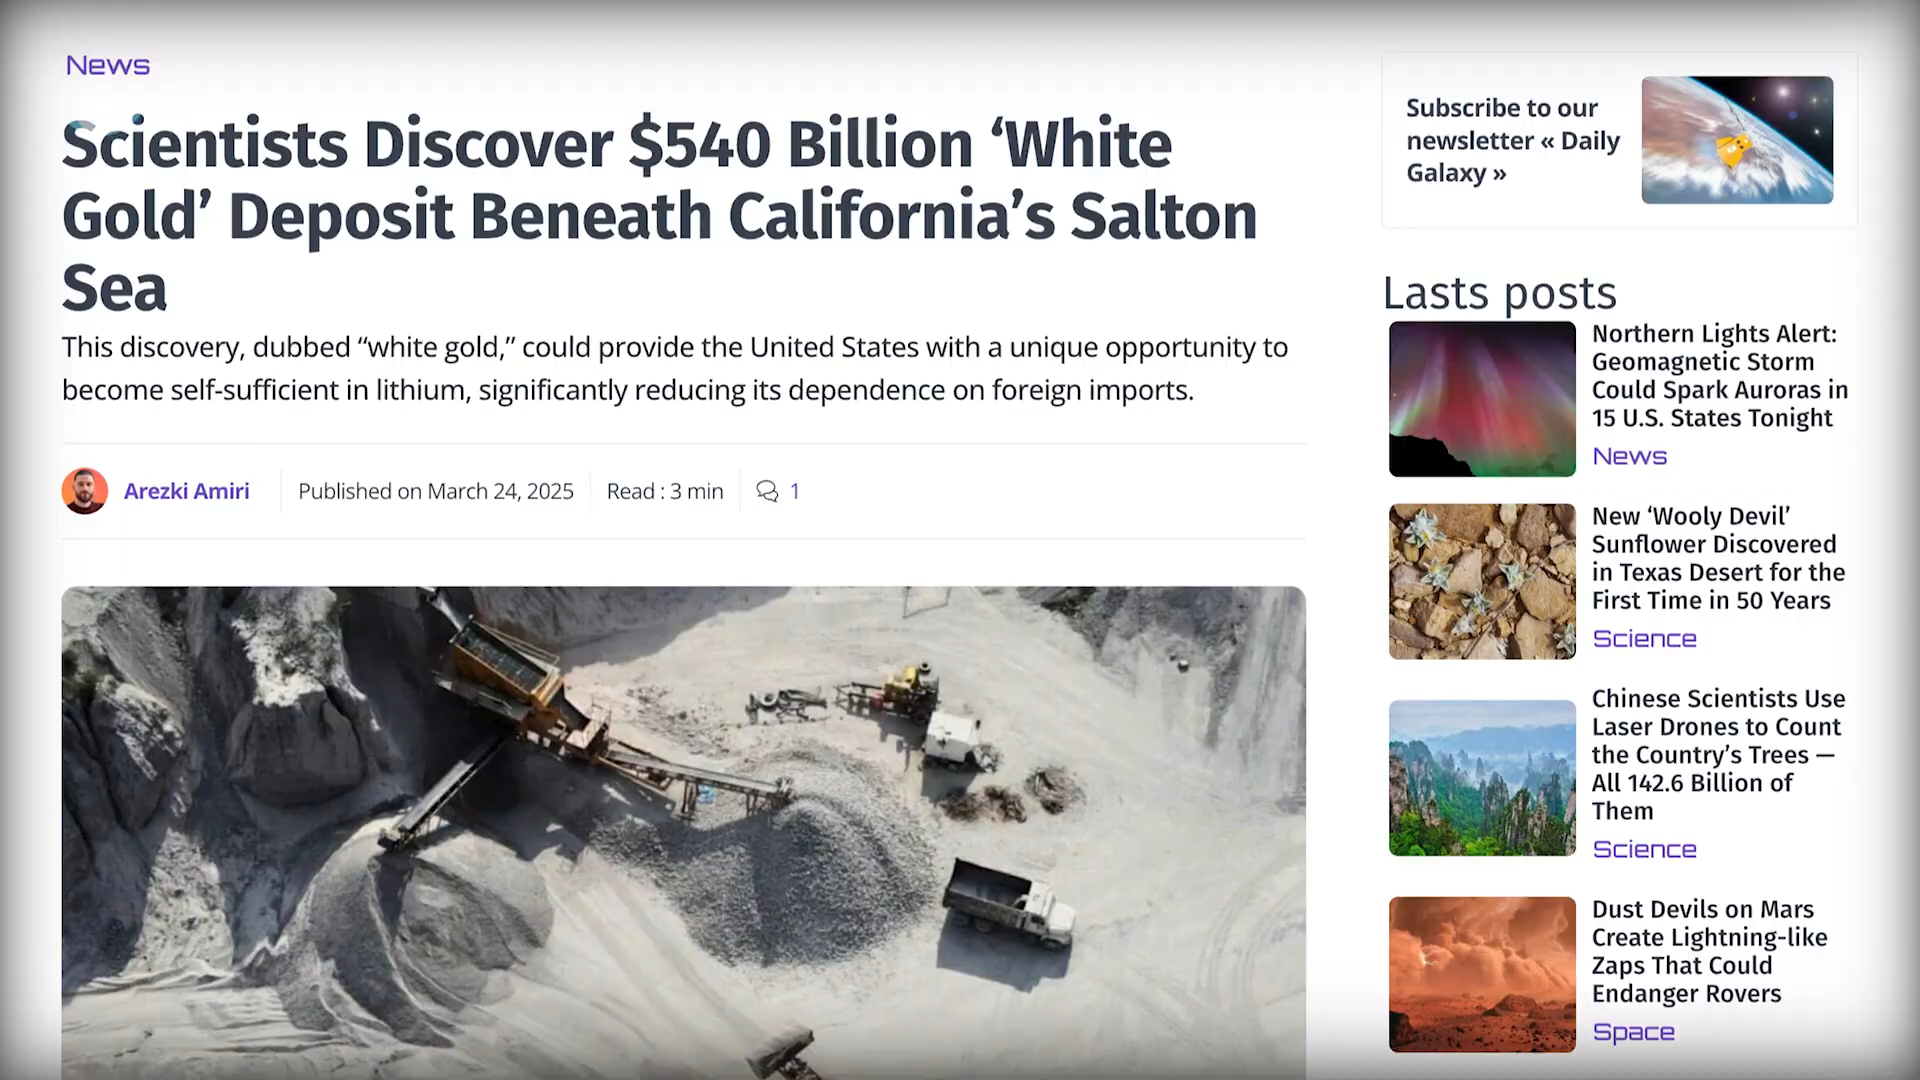 News
Scientists Discover $540 Billion ‘White
Gold’ Deposit Beneath California’s Salton
Sea
This discovery, dubbed “white gold,” could provide the United States with a unique opportunity to
become self-sufficient in lithium, significantly reducing its dependence on foreign imports.
Arezki Amiri
Published on March 24, 2025
Read : 3 min
1
Subscribe to our
newsletter « Daily
Galaxy »
Lasts posts
Northern Lights Alert:
Geomagnetic Storm
Could Spark Auroras in
15 U.S. States Tonight
News
New ‘Wooly Devil’
Sunflower Discovered
in Texas Desert for the
First Time in 50 Years
Science
Chinese Scientists Use
Laser Drones to Count
the Country’s Trees —
All 142.6 Billion of
Them
Science
Dust Devils on Mars
Create Lightning-like
Zaps That Could
Endanger Rovers
Space